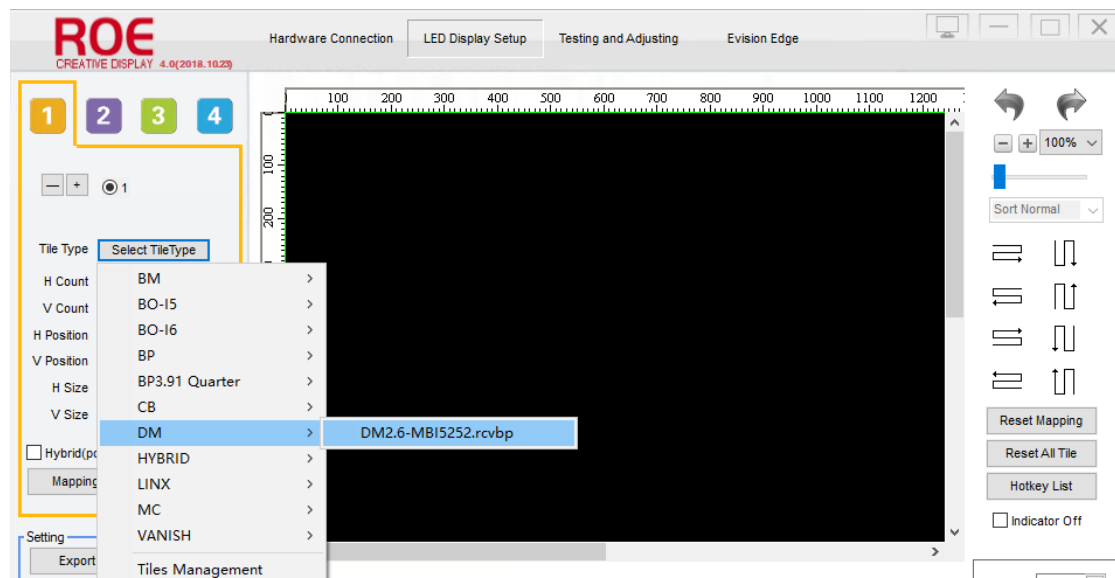 ROE
CREATIVE DISPLAY 4.0(2018.10.23)
Hardware Connection
LED Display Setup
Testing and Adjusting
Evision Edge
1
2
3
4
100 200 300 400 500 600 700 800 900 1000 1100 1200
100
200
100%
Sort Normal
— + 1
Tile Type Select TileType
H Count
V Count
H Position
V Position
H Size
V Size
Hybrid(po
Mapping
Setting
Export
BM
BO-I5
BO-I6
BP
BP3.91 Quarter
CB
DM
DM2.6-MBI5252.rcvbp
HYBRID
LINX
MC
VANISH
Tiles Management
Reset Mapping
Reset All Tile
Hotkey List
Indicator Off